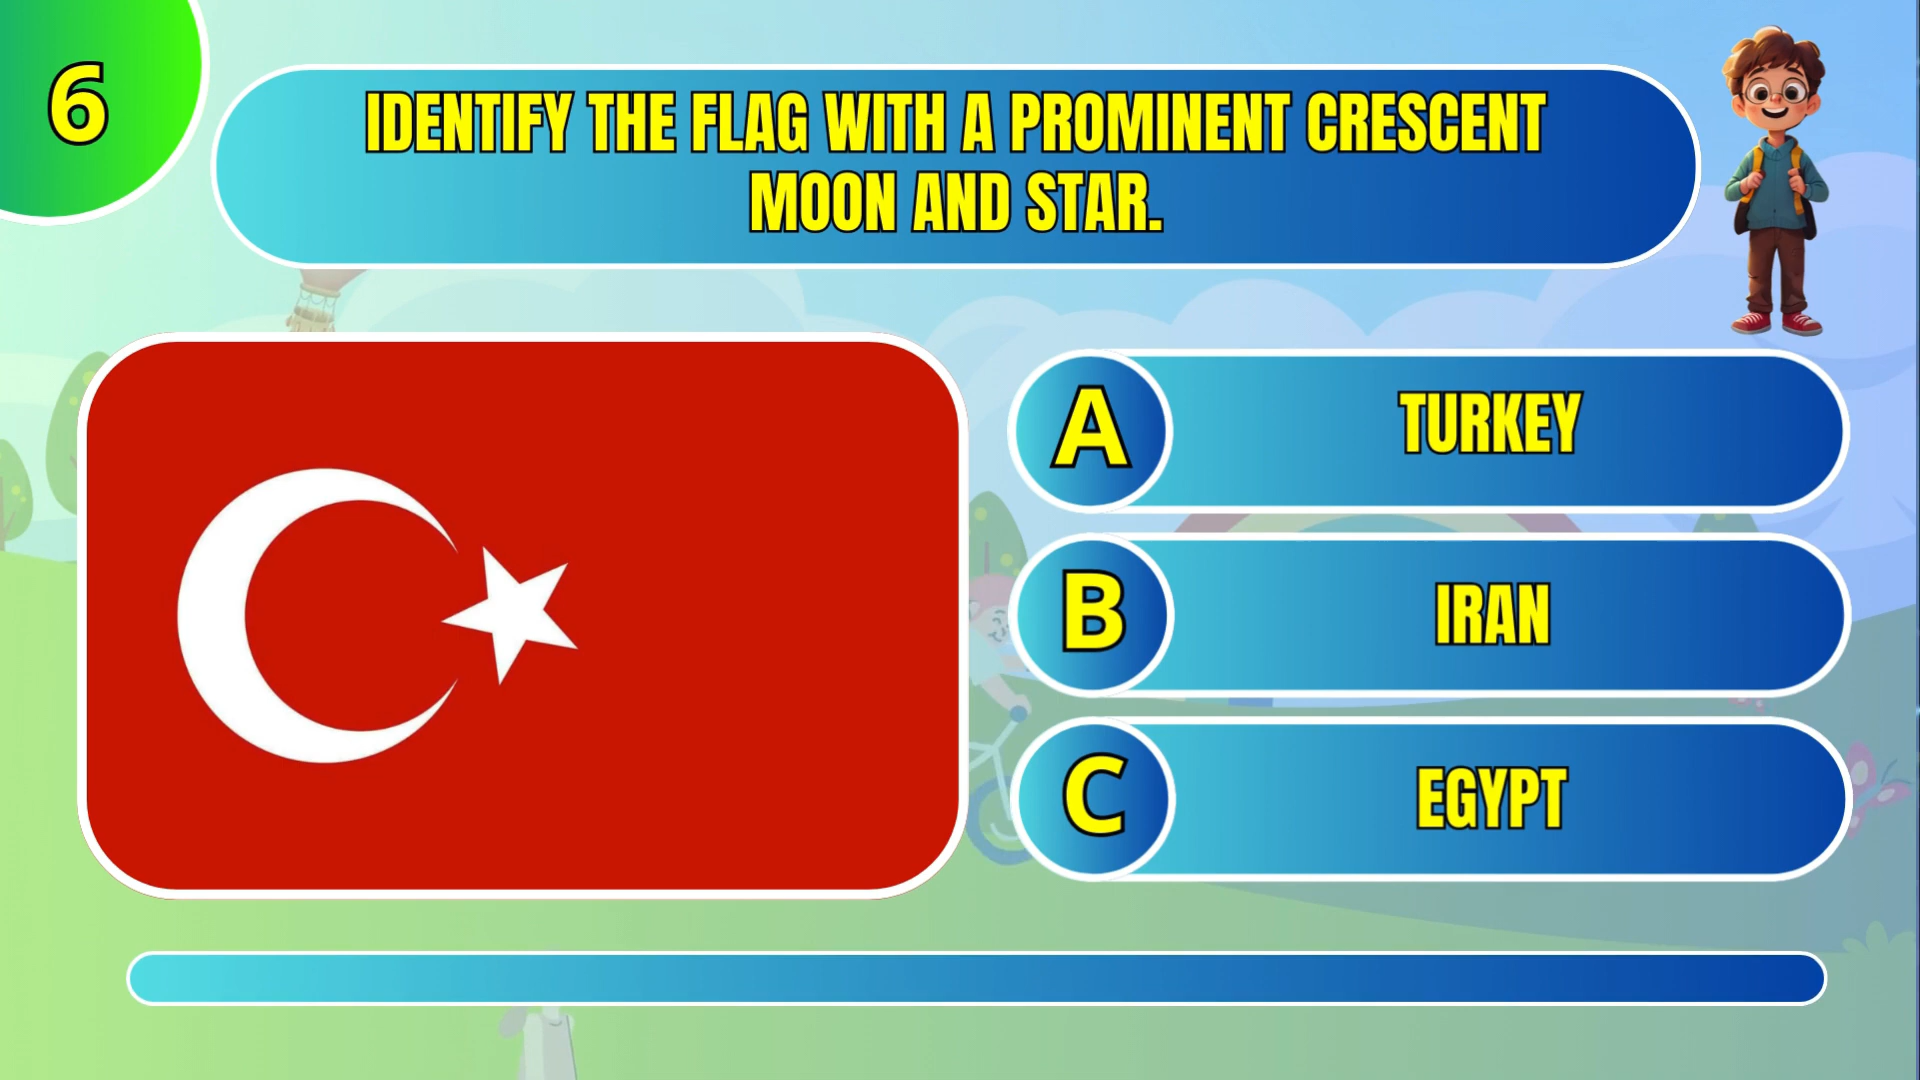 6
IDENTIFY THE FLAG WITH A PROMINENT CRESCENT
MOON AND STAR.
A
TURKEY
B
IRAN
C
EGYPT